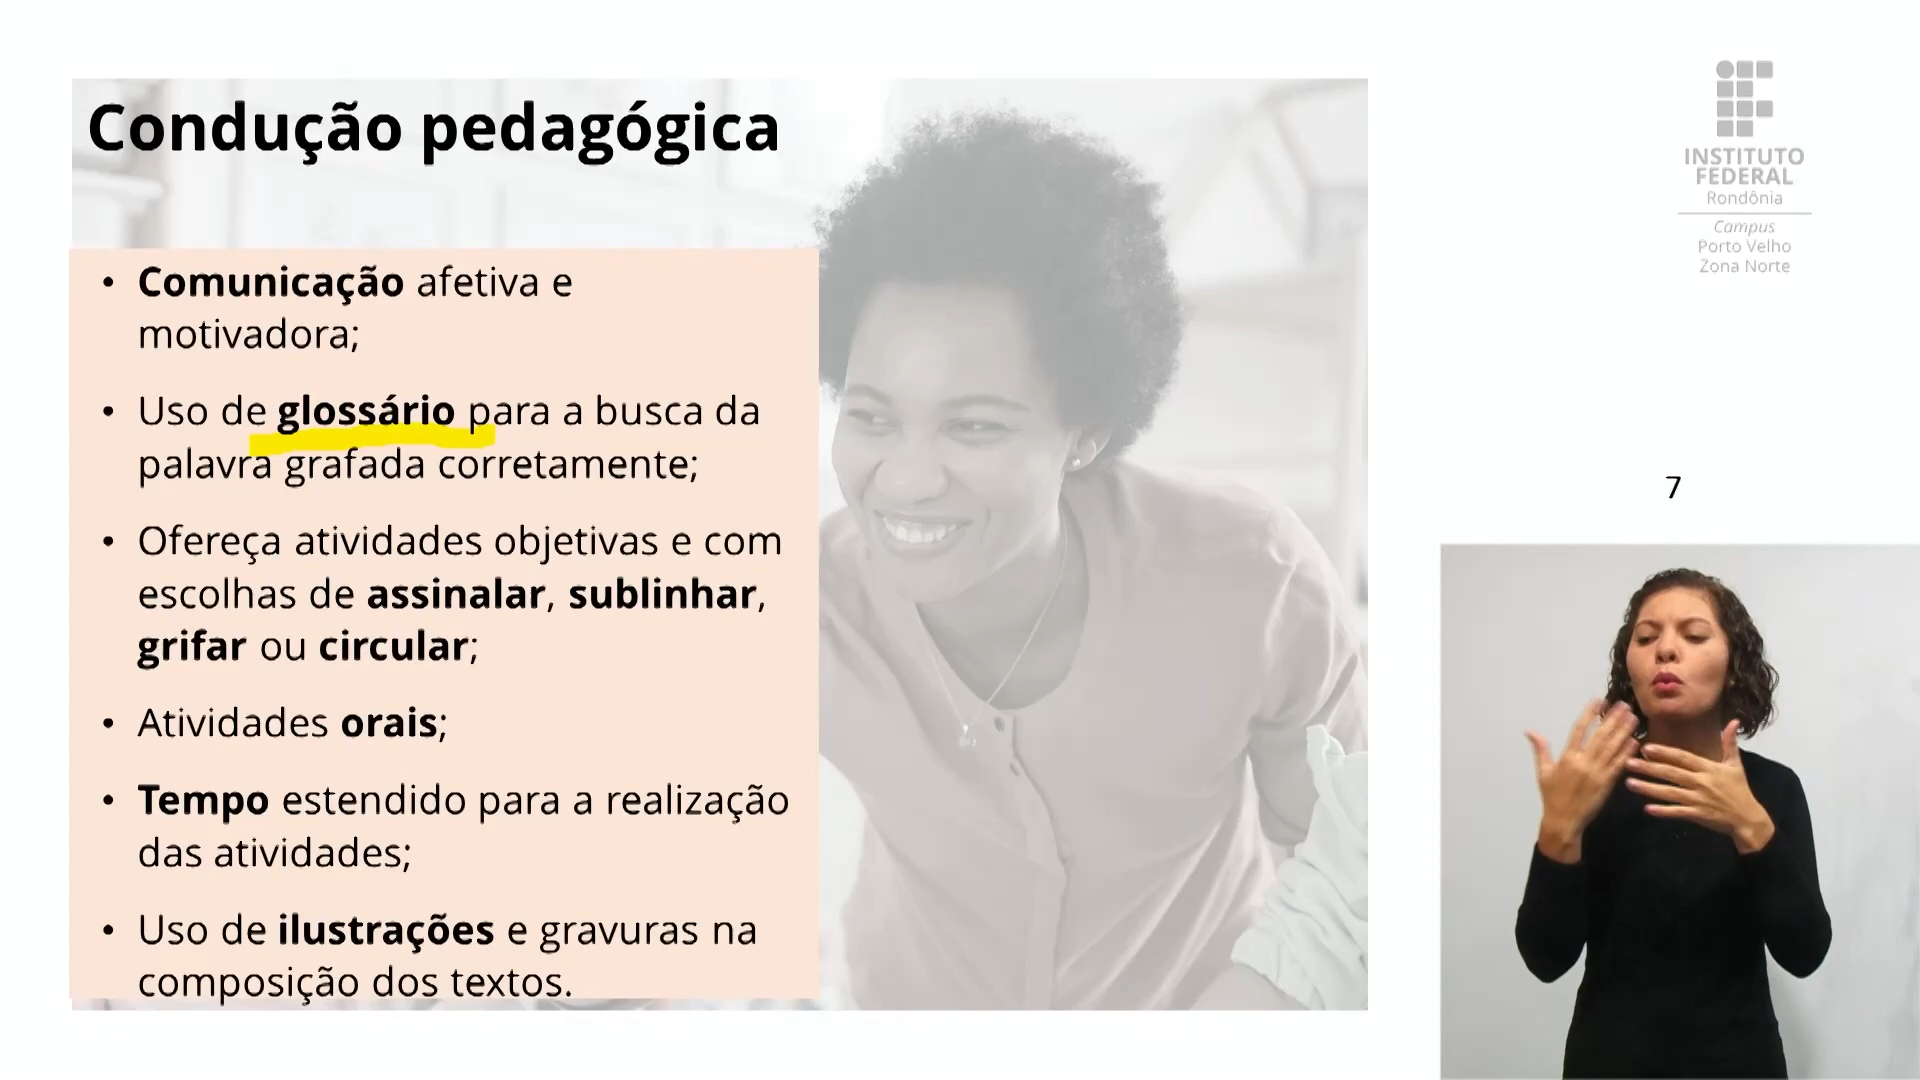 Condução pedagógica
• Comunicação afetiva e
motivadora;
• Uso de glossário para a busca da
palavra grafada corretamente;
• Ofereça atividades objetivas e com
escolhas de assinalar, sublinhar,
grifar ou circular;
• Atividades orais;
• Tempo estendido para a realização
das atividades;
• Uso de ilustrações e gravuras na
composição dos textos.
INSTITUTO
FEDERAL
Rondônia
Campus
Porto Velho
Zona Norte
7